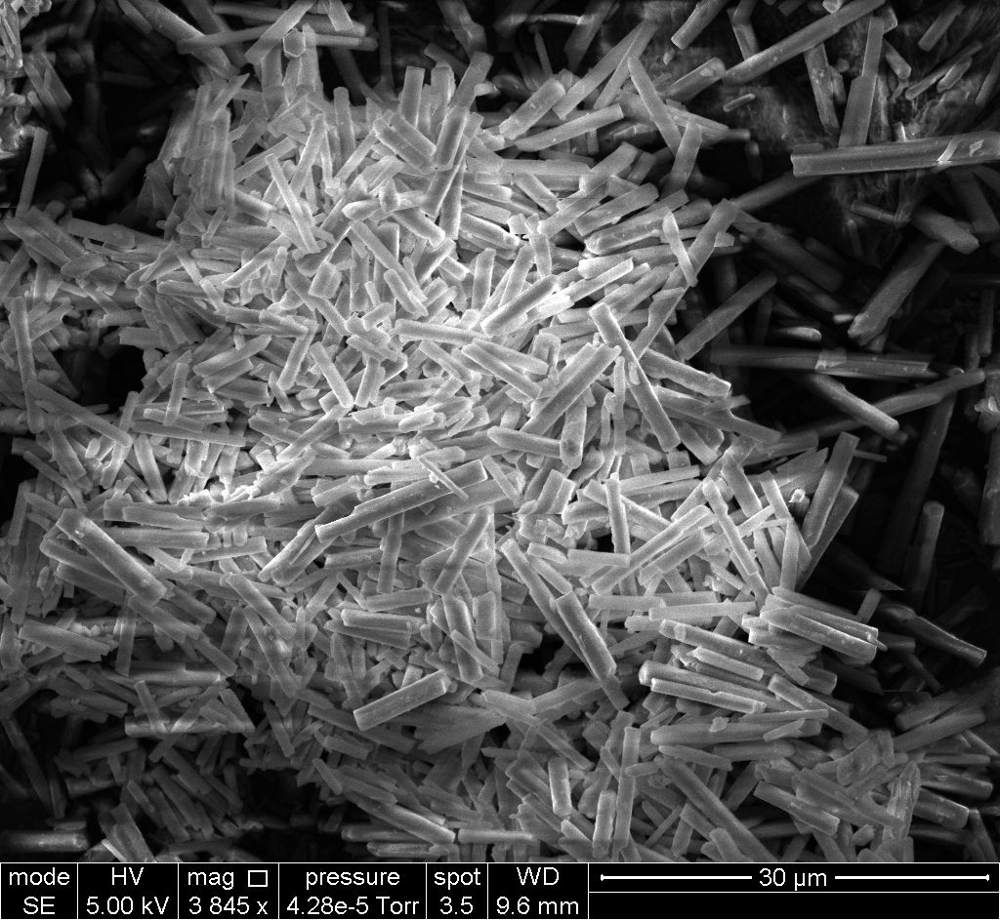 mode HV mag □ pressure spot WD 30 µm
SE 5.00 kV 3 845 x 4.28e-5 Torr 3.5 9.6 mm